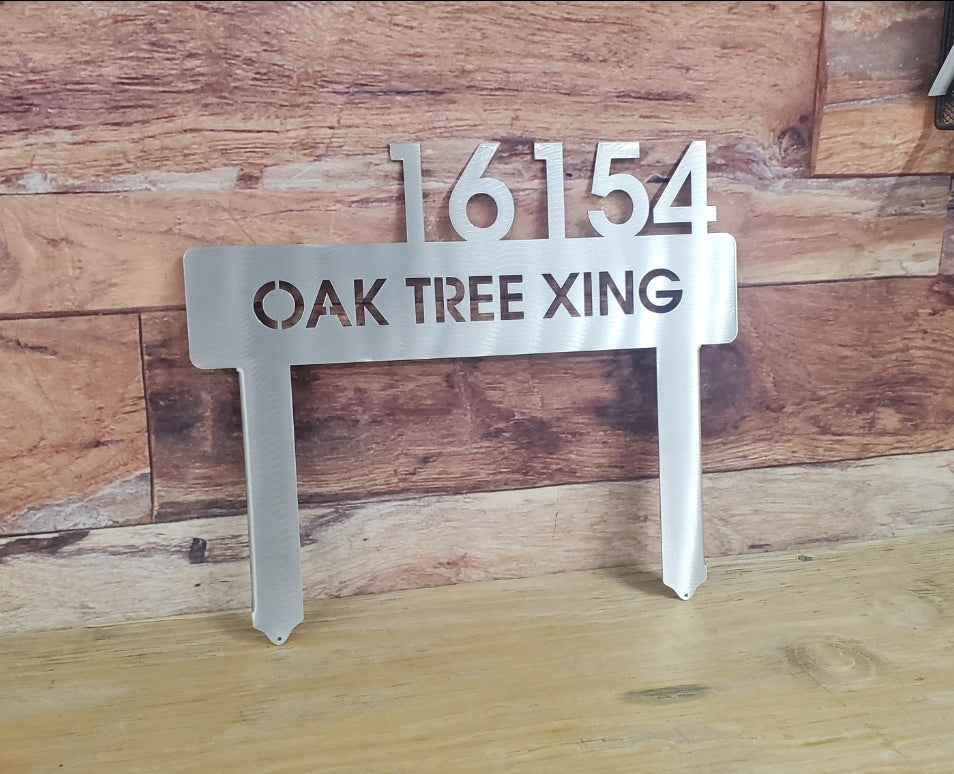 16154
OAK TREE XING